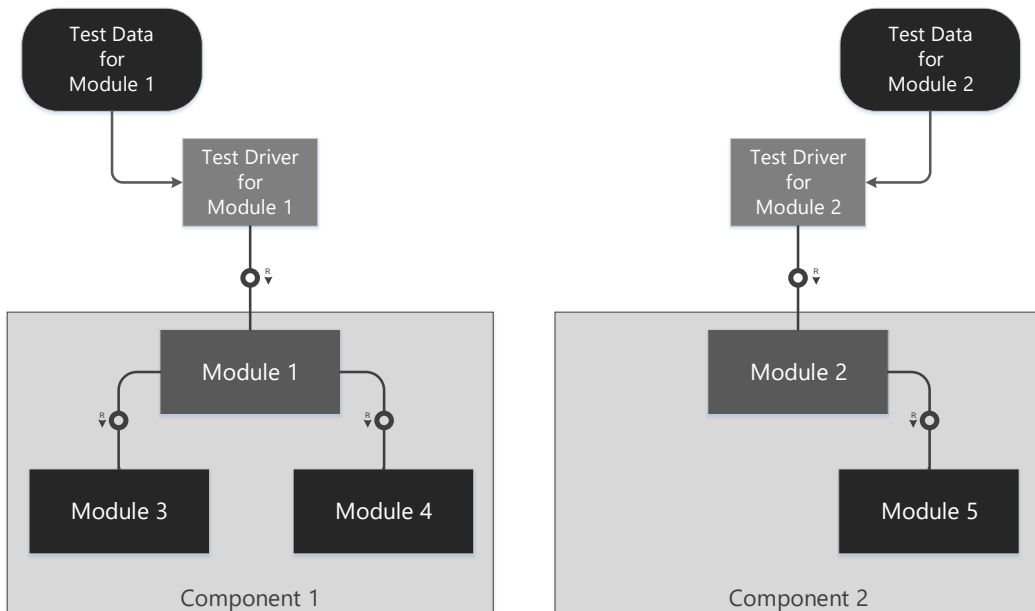 Test Data
for
Module 1
Test Data
for
Module 2
Test Driver
for
Module 1
Test Driver
for
Module 2
R
R
Module 1
Module 2
R
R
R
Module 3
Module 4
Module 5
Component 1
Component 2